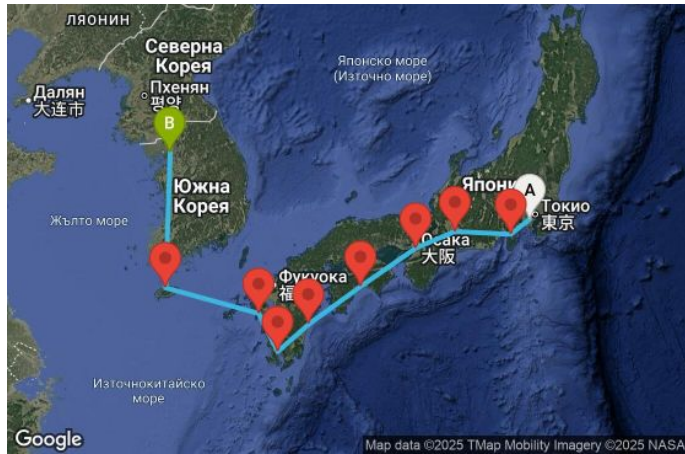 ЛЯОНИН
Северна
Корея
Далян
大连市
Пхенян
평양
B
Южна
Корея
Жълто море
Японско море
(Източно море)
Япони
A
Токио
東京
Осака
大阪
Фукуока
福
Източнокитайско
море
Google
Map data ©2025 TMap Mobility Imagery ©2025 NASA